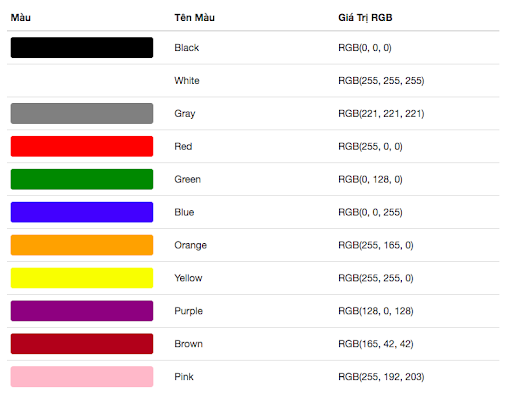 Màu Tên Màu Giá Trị RGB
Black RGB(0, 0, 0)
White RGB(255, 255, 255)
Gray RGB(221, 221, 221)
Red RGB(255, 0, 0)
Green RGB(0, 128, 0)
Blue RGB(0, 0, 255)
Orange RGB(255, 165, 0)
Yellow RGB(255, 255, 0)
Purple RGB(128, 0, 128)
Brown RGB(165, 42, 42)
Pink RGB(255, 192, 203)